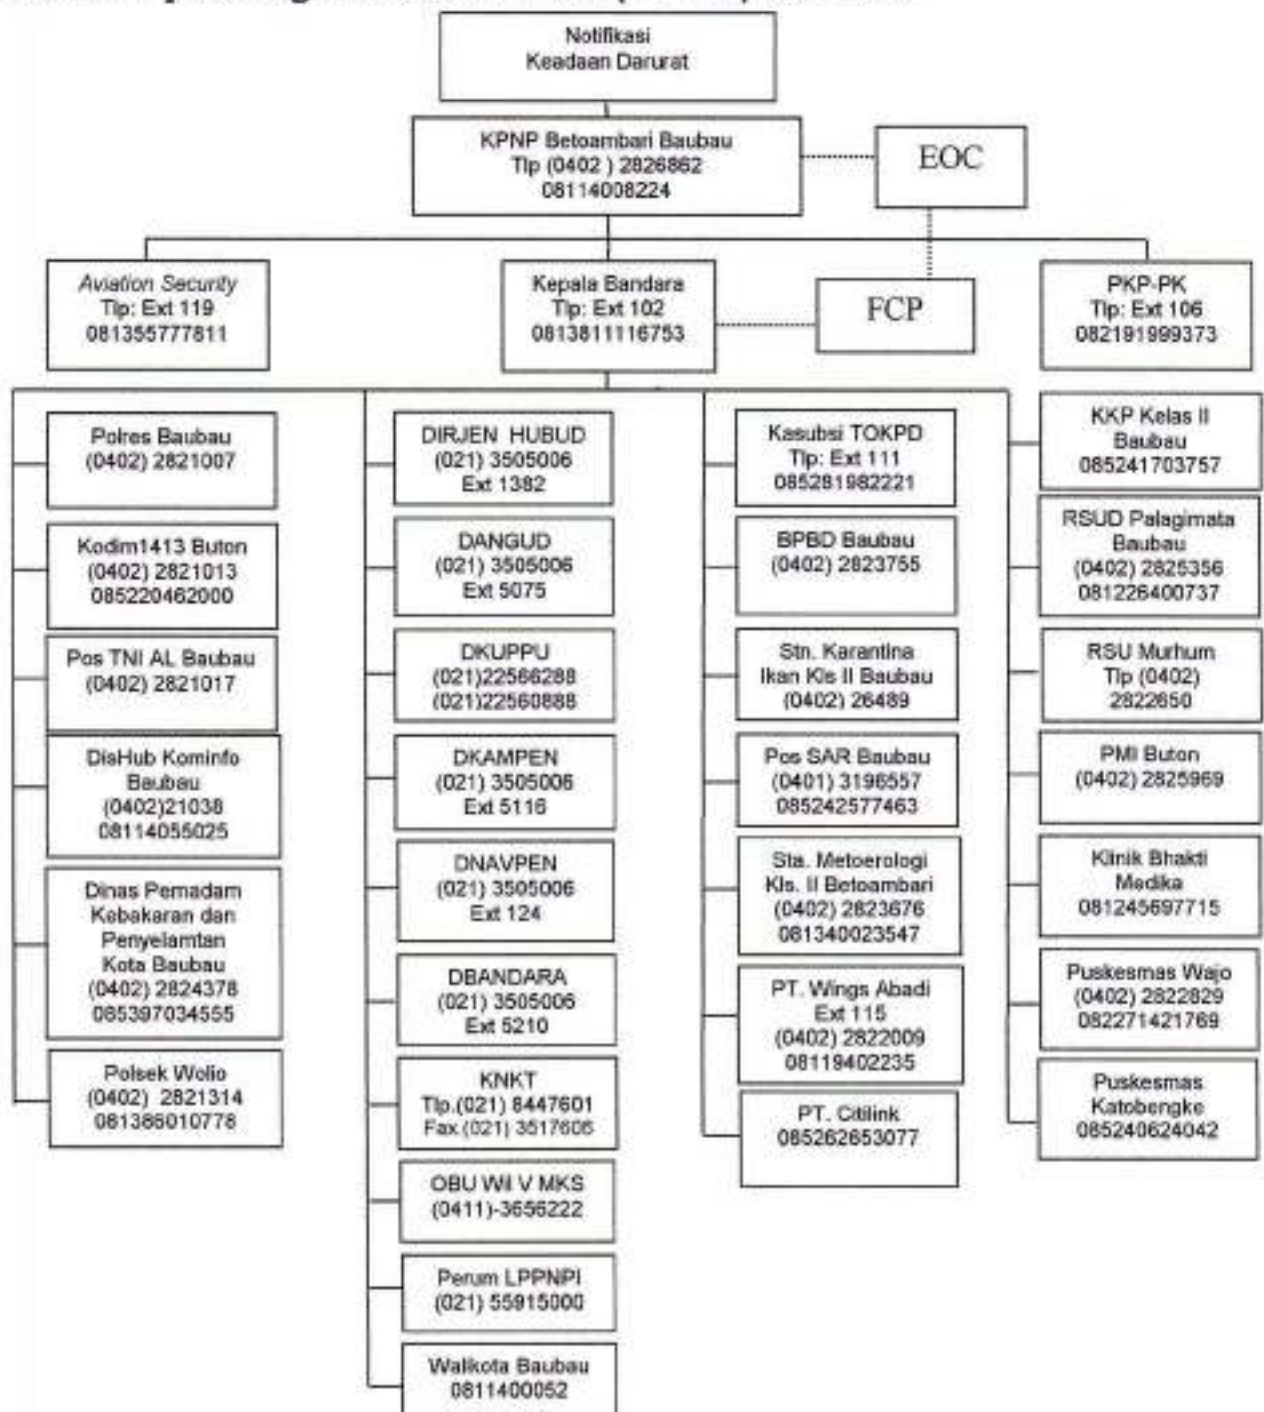 Notifikasi
Keadaan Darurat
KPNP Betoambari Baubau
Tlp (0402 ) 2826862
08114008224
EOC
Aviation Security
Tlp: Ext 119
081355777811
Kepala Bandara
Tlp: Ext 102
0813811116753
FCP
PKP-PK
Tlp: Ext 106
082191999373
Polres Baubau
(0402) 2821007
Kodim1413 Buton
(0402) 2821013
085220462000
Pos TNI AL Baubau
(0402) 2821017
DisHub Kominfo
Baubau
(0402)21038
08114055025
Dinas Pemadam
Kebakaran dan
Penyelamtan
Kota Baubau
(0402) 2824378
085397034555
Polsek Wolio
(0402) 2821314
081386010778
DIRJEN HUBUD
(021) 3505006
Ext 1382
DANGUD
(021) 3505006
Ext 5075
DKUPPU
(021)22566288
(021)22560888
DKAMPEN
(021) 3505006
Ext 5116
DNAVPEN
(021) 3505006
Ext 124
DBANDARA
(021) 3505006
Ext 5210
KNKT
Tlp.(021) 8447601
Fax.(021) 3517606
OBU Wil V MKS
(0411)-3656222
Perum LPPNPI
(021) 55915000
Walikota Baubau
0811400052
Kasubsi TOKPD
Tlp: Ext 111
085281982221
BPBD Baubau
(0402) 2823755
Stn. Karantina
Ikan Kls II Baubau
(0402) 26489
Pos SAR Baubau
(0401) 3196557
085242577463
Sta. Metoerologi
Kls. II Betoambari
(0402) 2823676
081340023547
PT. Wings Abadi
Ext 115
(0402) 2822009
08119402235
PT. Citilink
085262653077
KKP Kelas II
Baubau
085241703757
RSUD Palagimata
Baubau
(0402) 2825356
081226400737
RSU Murhum
Tlp (0402)
2822650
PMI Buton
(0402) 2825969
Klinik Bhakti
Medika
081245697715
Puskesmas Wajo
(0402) 2822829
082271421769
Puskesmas
Katobengke
085240624042